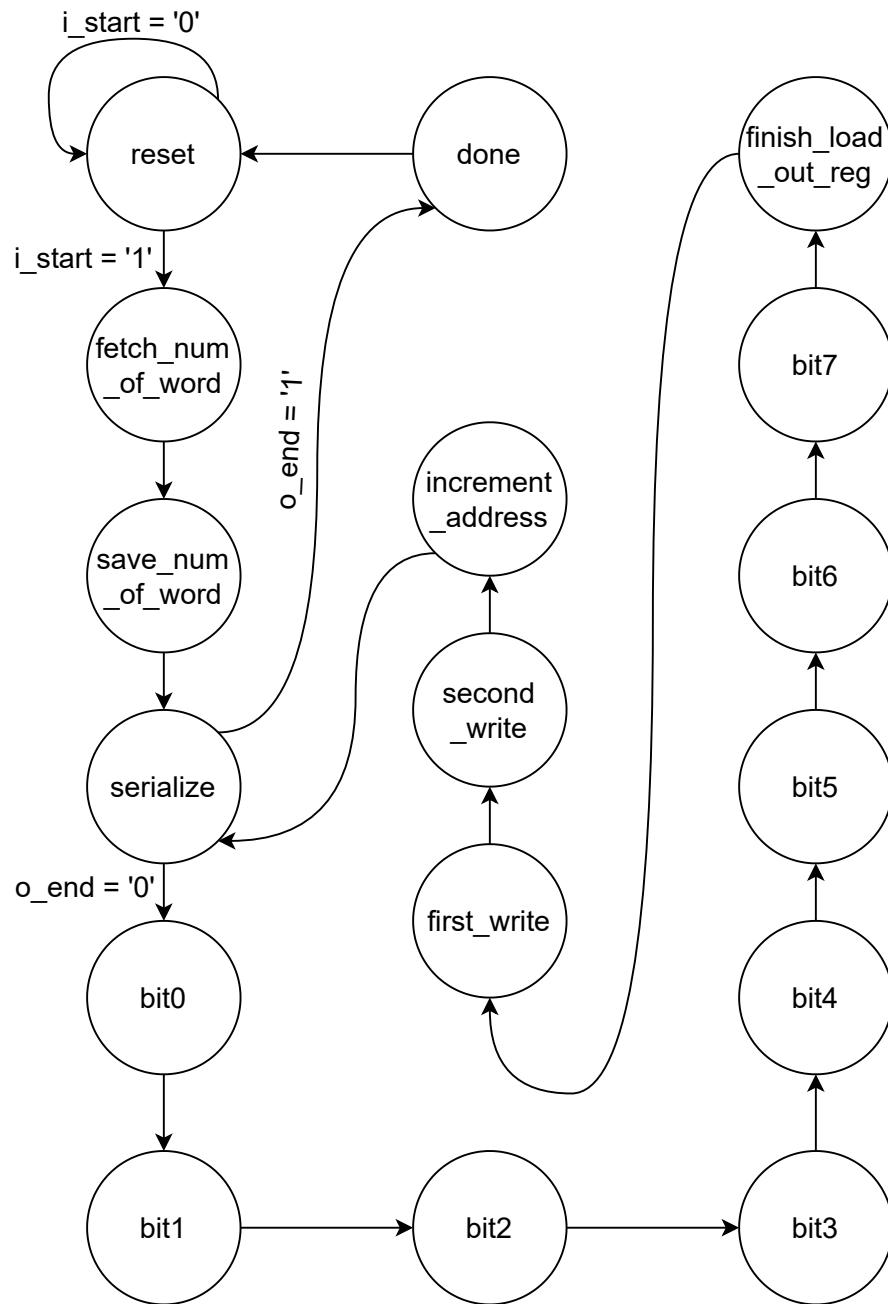 i_start = '0'
reset
done
finish_load
_out_reg
i_start = '1'
fetch_num
_of_word
o_end = '1'
bit7
increment
_address
save_num
_of_word
bit6
second
_write
serialize
bit5
o_end = '0'
first_write
bit0
bit4
bit1
bit2
bit3